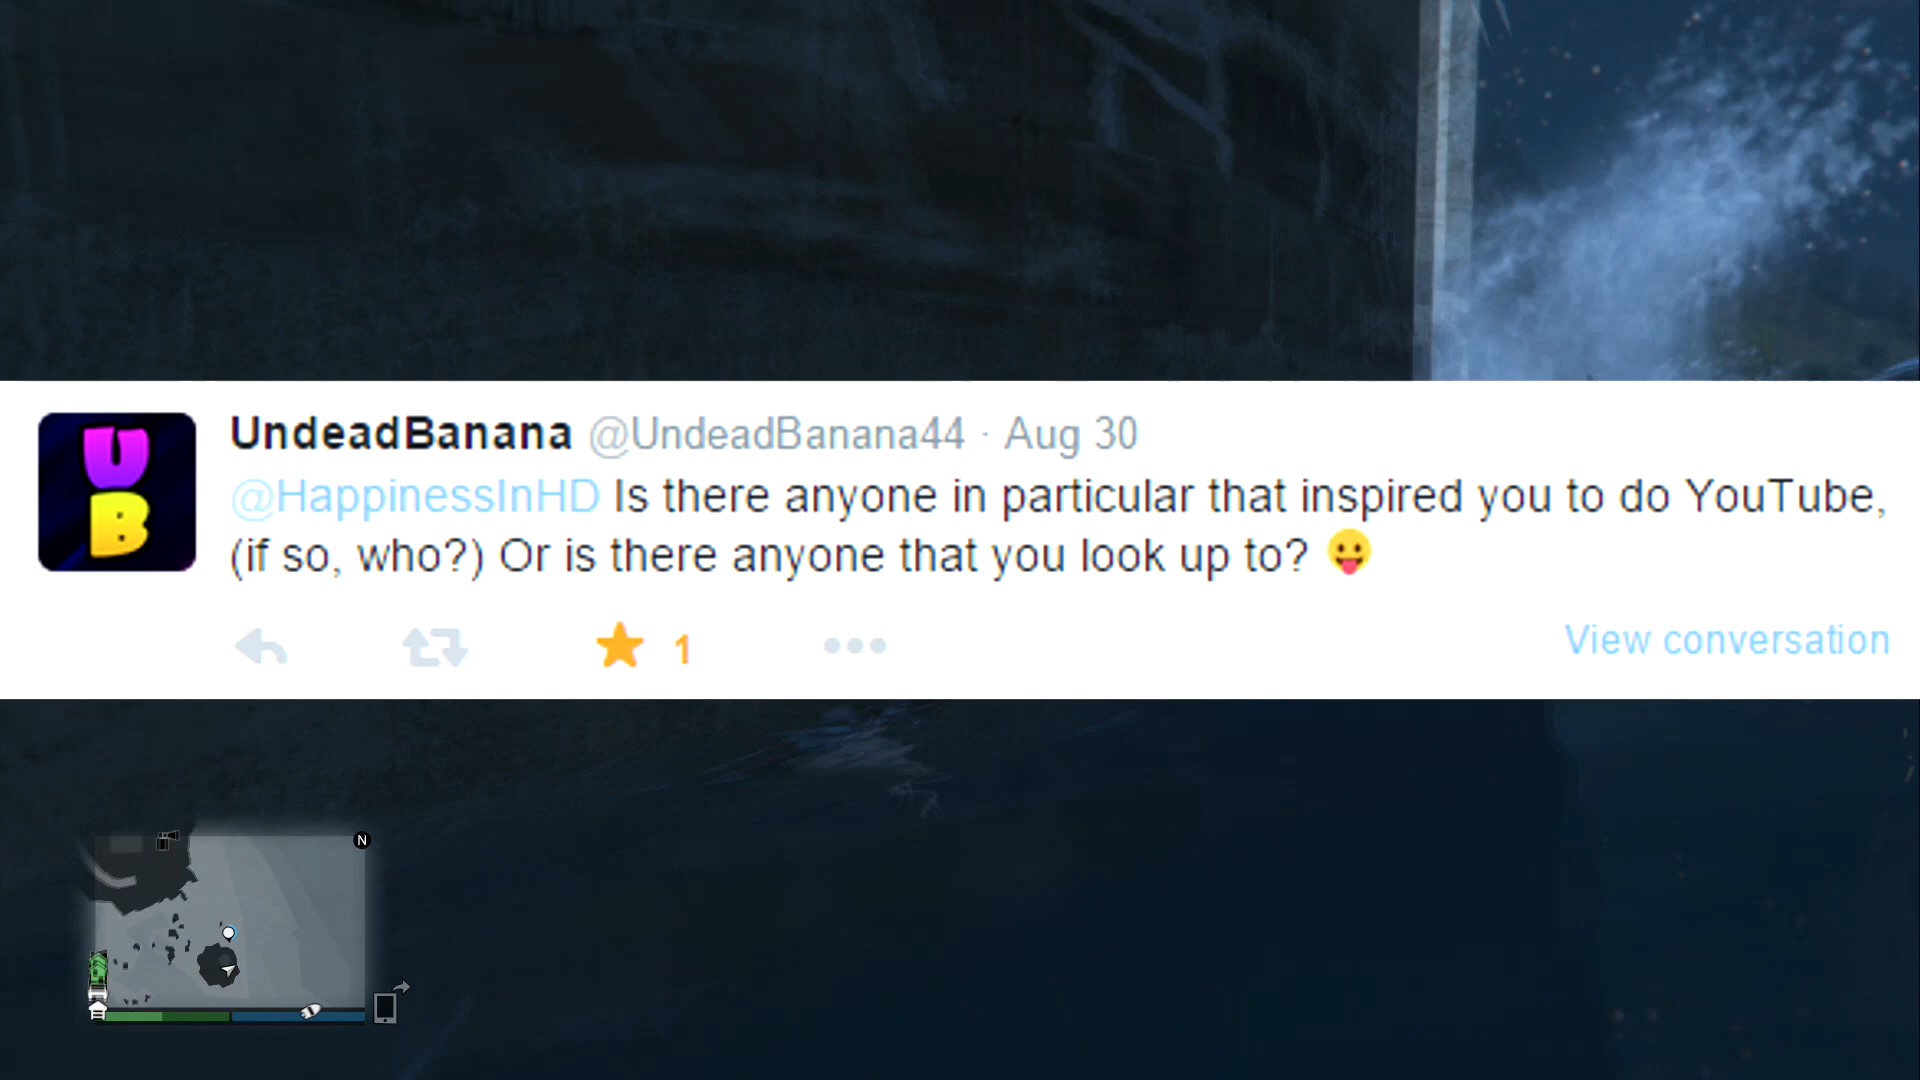 UB
UndeadBanana @UndeadBanana44 · Aug 30
@HappinessInHD Is there anyone in particular that inspired you to do YouTube,
(if so, who?) Or is there anyone that you look up to? 😛
1
View conversation
N